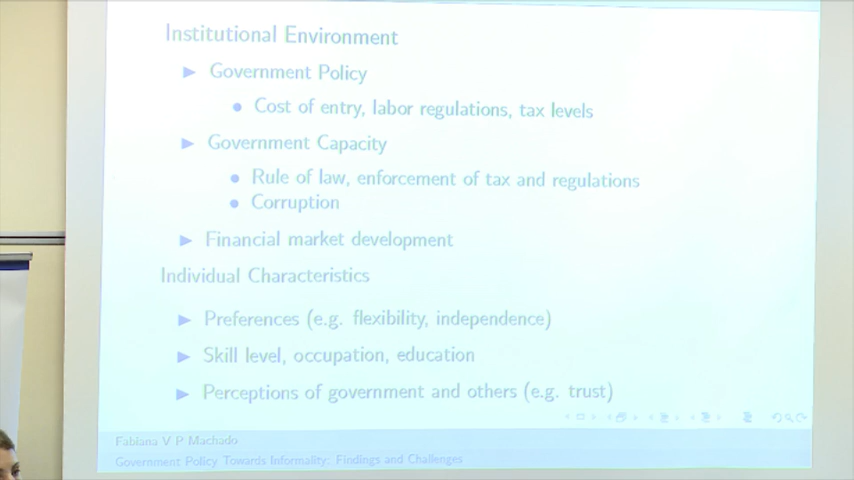 Institutional Environment
Government Policy
Cost of entry, labor regulations, tax levels
Government Capacity
Rule of law, enforcement of tax and regulations
Corruption
Financial market development
Individual Characteristics
Preferences (e.g. flexibility, independence)
Skill level, occupation, education
Perceptions of government and others (e.g. trust)
Fabiana V P Machado
Government Policy Towards Informality: Findings and Challenges